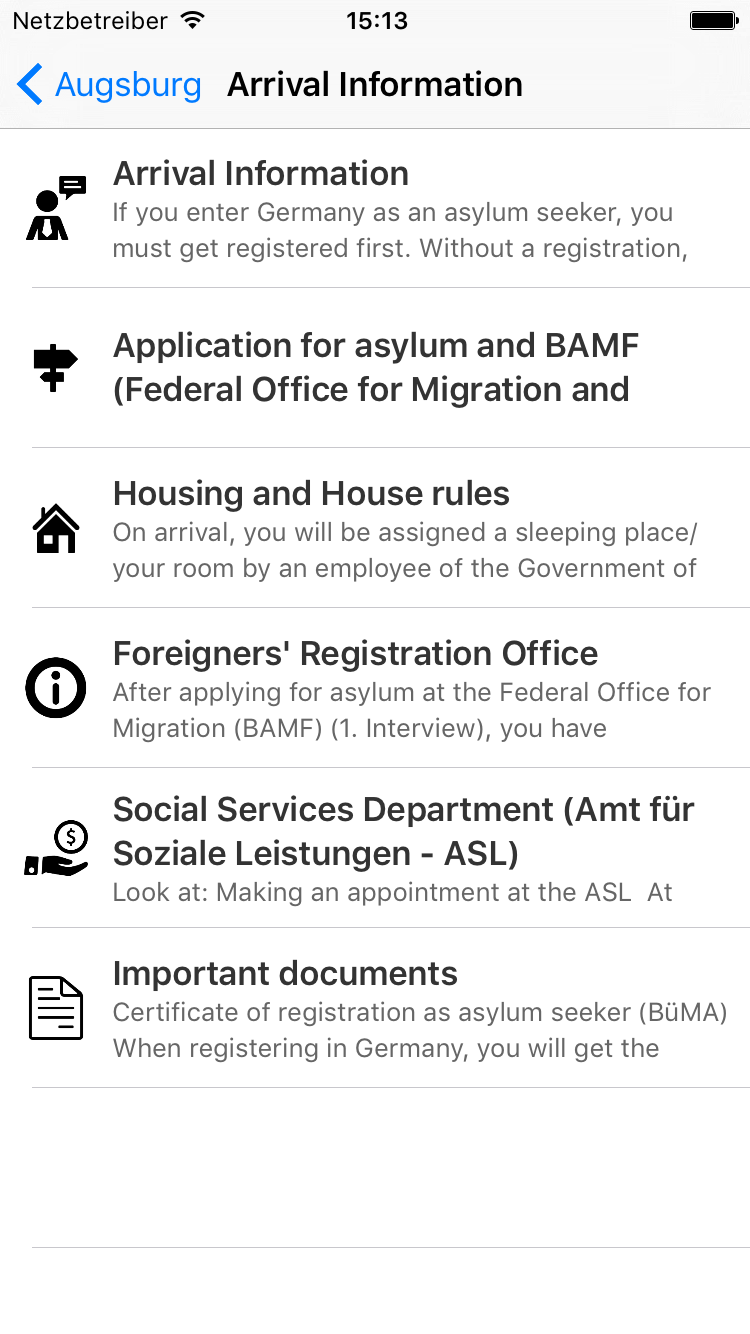 Netzbetreiber 15:13
Augsburg Arrival Information
Arrival Information
If you enter Germany as an asylum seeker, you
must get registered first. Without a registration,
Application for asylum and BAMF
(Federal Office for Migration and
Housing and House rules
On arrival, you will be assigned a sleeping place/
your room by an employee of the Government of
Foreigners' Registration Office
After applying for asylum at the Federal Office for
Migration (BAMF) (1. Interview), you have
Social Services Department (Amt für
Soziale Leistungen - ASL)
Look at: Making an appointment at the ASL  At
Important documents
Certificate of registration as asylum seeker (BüMA)
When registering in Germany, you will get the